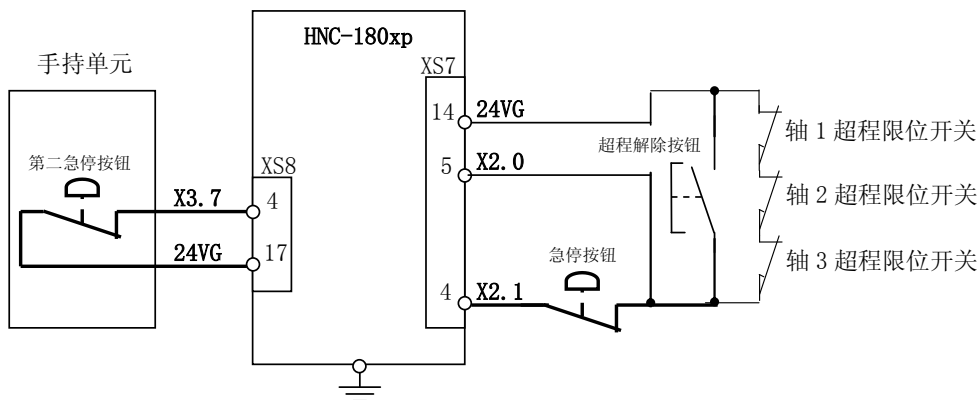 HNC-180xp
手持单元
XS7
14
24VG
轴 1 超程限位开关
第二急停按钮
超程解除按钮
XS8
5
X2.0
X3.7
4
轴 2 超程限位开关
24VG
17
急停按钮
轴 3 超程限位开关
4
X2.1